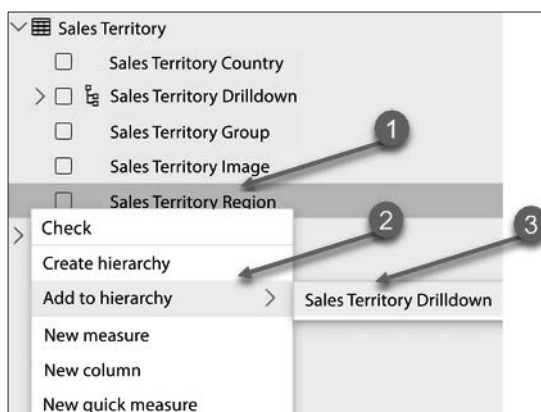 Sales Territory
Sales Territory Country
Sales Territory Drilldown
Sales Territory Group
1
Sales Territory Image
Sales Territory Region
2
3
Check
Create hierarchy
Add to hierarchy
Sales Territory Drilldown
New measure
New column
New quick measure